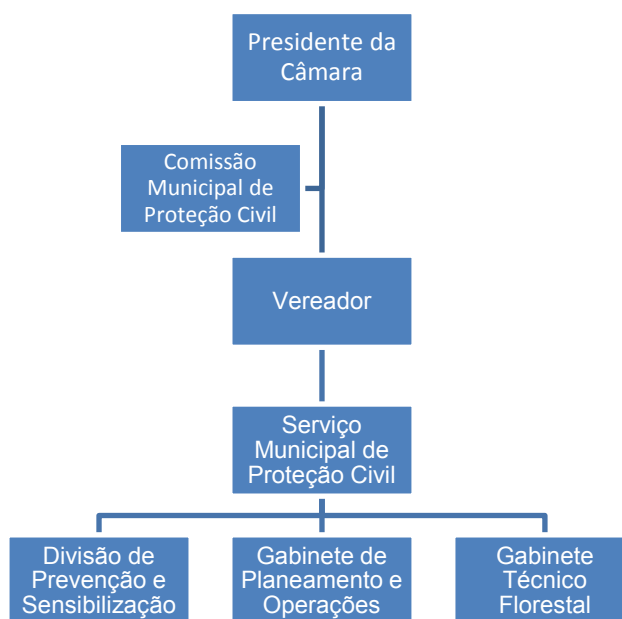 Presidente da
Câmara
Comissão
Municipal de
Proteção Civil
Vereador
Serviço
Municipal de
Proteção Civil
Divisão de
Prevenção e
Sensibilização
Gabinete de
Planeamento e
Operações
Gabinete
Técnico
Florestal